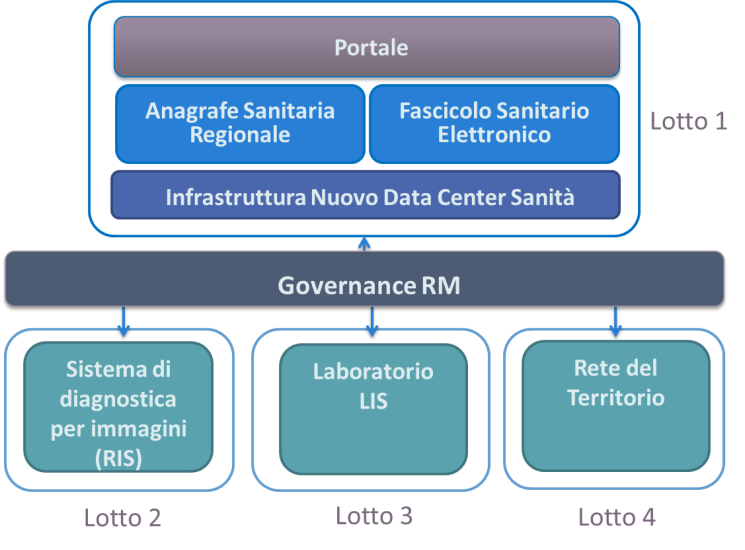 Portale
Anagrafe Sanitaria
Regionale
Fascicolo Sanitario
Elettronico
Lotto 1
Infrastruttura Nuovo Data Center Sanità
Governance RM
Sistema di
diagnostica
per immagini
(RIS)
Laboratorio
LIS
Rete del
Territorio
Lotto 2
Lotto 3
Lotto 4